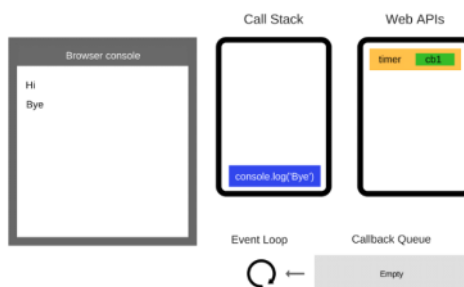 Call Stack
Web APIs
Browser console
Hi
Bye
timer
cb1
console.log('Bye')
Event Loop
Callback Queue
Empty